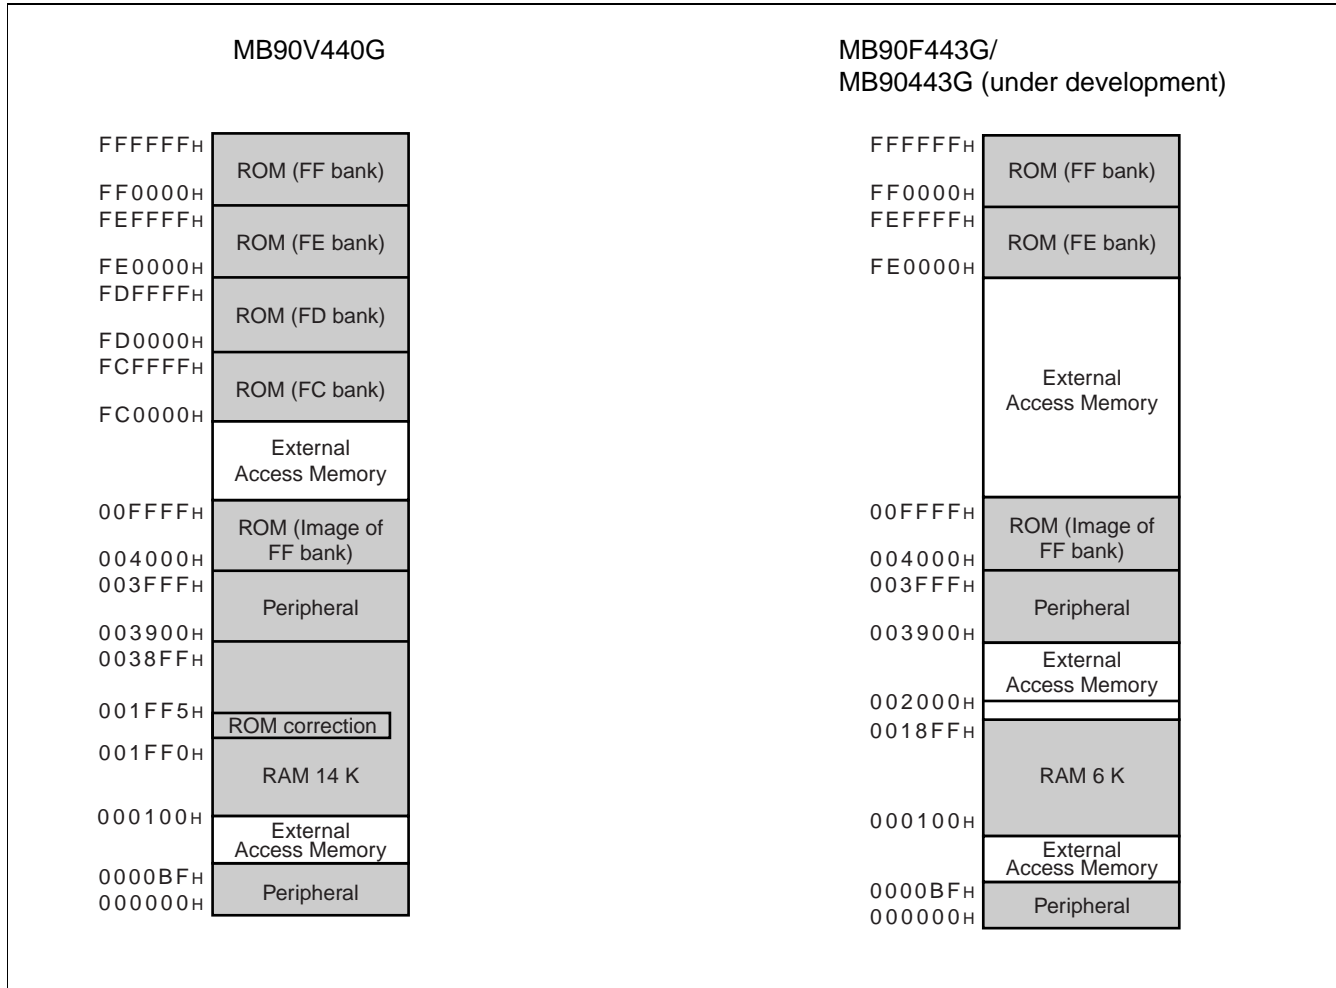 MB90V440G
FFFFFFH
ROM (FF bank)
FF0000H
FEFFFFH
ROM (FE bank)
FE0000H
FDFFFFH
ROM (FD bank)
FD0000H
FCFFFFH
ROM (FC bank)
FC0000H
External
Access Memory
00FFFFH
ROM (Image of
FF bank)
004000H
003FFFH
Peripheral
003900H
0038FFH
001FF5H
ROM correction
001FF0H
RAM 14 K
000100H
External
Access Memory
0000BFH
Peripheral
000000H
MB90F443G/
MB90443G (under development)
FFFFFFH
ROM (FF bank)
FF0000H
FEFFFFH
ROM (FE bank)
FE0000H
External
Access Memory
00FFFFH
ROM (Image of
FF bank)
004000H
003FFFH
Peripheral
003900H
External
Access Memory
002000H
0018FFH
RAM 6 K
000100H
External
Access Memory
0000BFH
Peripheral
000000H